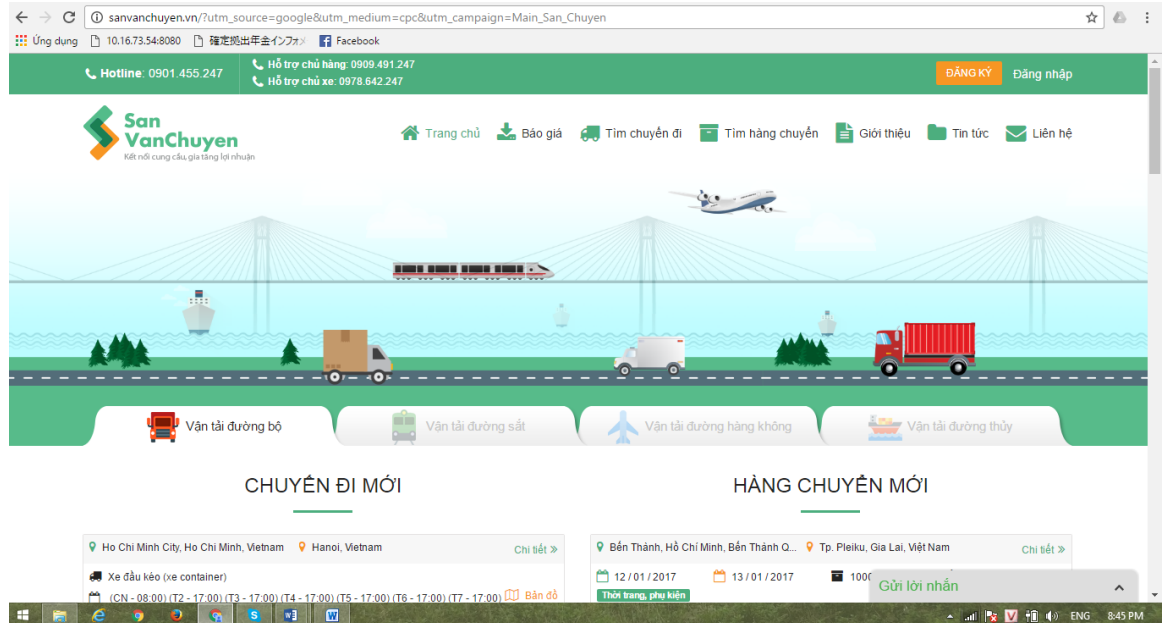 sanvanchuyen.vn/?utm_source=google&utm_medium=cpc&utm_campaign=Main_San_Chuyen
Ứng dụng 10.16.73.54:8080 確定拠出年金インフォ Facebook
Hotline: 0901.455.247
Hỗ trợ chủ hàng: 0909.491.247
Hỗ trợ chủ xe: 0978.642.247
ĐĂNG KÝ Đăng nhập
San
VanChuyen
Kết nối cung cầu, gia tăng lợi nhuận
Trang chủ Báo giá Tìm chuyến đi Tìm hàng chuyển Giới thiệu Tin tức Liên hệ
Vận tải đường bộ Vận tải đường sắt Vận tải đường hàng không Vận tải đường thủy
CHUYẾN ĐI MỚI
Ho Chi Minh City, Ho Chi Minh, Vietnam Hanoi, Vietnam Chi tiết »
Xe đầu kéo (xe container)
(CN - 08:00) (T2 - 17:00) (T3 - 17:00) (T4 - 17:00) (T5 - 17:00) (T6 - 17:00) (T7 - 17:00) Bản đồ
HÀNG CHUYỂN MỚI
Bến Thành, Hồ Chí Minh, Bến Thành Q... Tp. Pleiku, Gia Lai, Việt Nam Chi tiết »
12 / 01 / 2017 13 / 01 / 2017 1000
Thời trang, phụ kiện
Gửi lời nhắn
ENG 8:45 PM